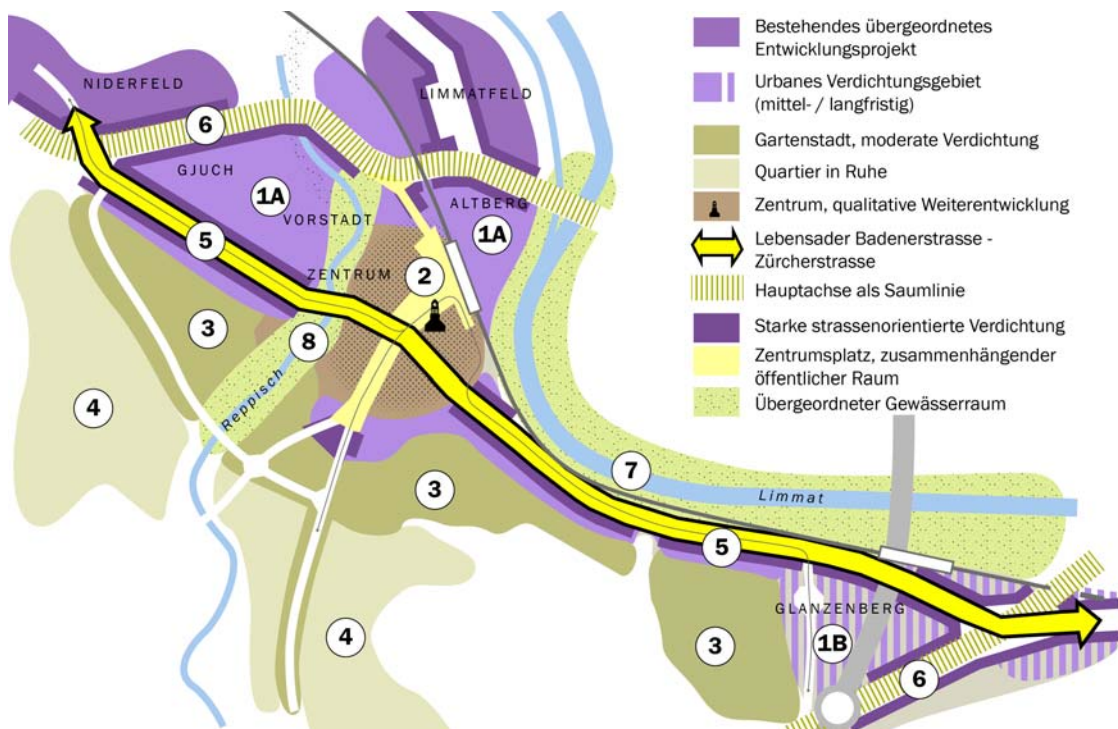 NIDERFELD
LIMMATFELD
6
GJUCH
1A
VORSTADT
ALTBERG
1A
5
ZENTRUM
2
3
8
Reppisch
4
3
7
Limmat
5
GLANZENBERG
3
1B
4
6
Bestehendes übergeordnetes
Entwicklungsprojekt
Urbanes Verdichtungsgebiet
(mittel- / langfristig)
Gartenstadt, moderate Verdichtung
Quartier in Ruhe
Zentrum, qualitative Weiterentwicklung
Lebensader Badenerstrasse -
Zürcherstrasse
Hauptachse als Saumlinie
Starke strassenorientierte Verdichtung
Zentrumsplatz, zusammenhängender
öffentlicher Raum
Übergeordneter Gewässerraum